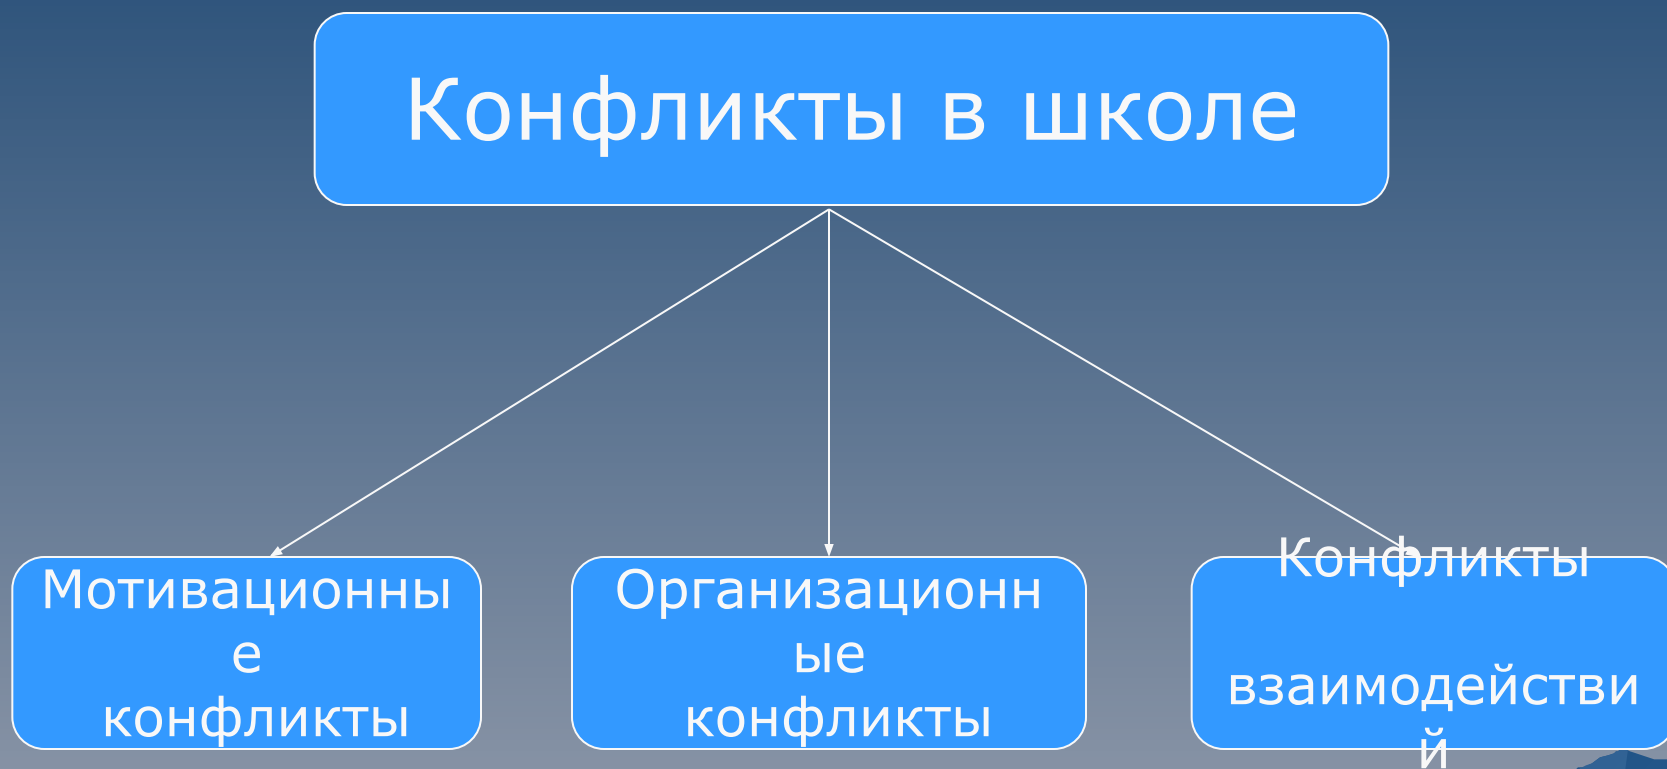 Конфликты в школе
Мотивационны
е
конфликты
Организационн
ые
конфликты
Конфликты
взаимодействи
й